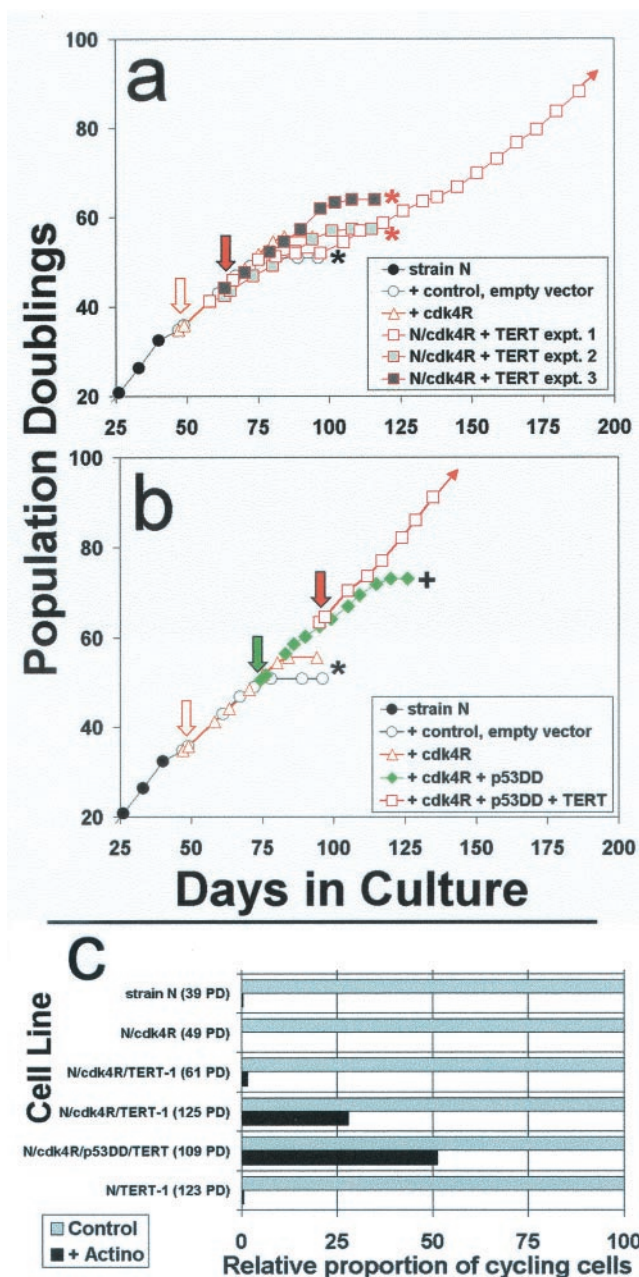 a
100
80
60
40
20
25 50 75 100 125 150 175 200
*
*
*
strain N
+ control, empty vector
+ cdk4R
N/cdk4R + TERT expt. 1
N/cdk4R + TERT expt. 2
N/cdk4R + TERT expt. 3
Population Doublings
b
100
80
60
40
20
25 50 75 100 125 150 175 200
+
*
strain N
+ control, empty vector
+ cdk4R
+ cdk4R + p53DD
+ cdk4R + p53DD + TERT
Days in Culture
c
Cell Line
strain N (39 PD)
N/cdk4R (49 PD)
N/cdk4R/TERT-1 (61 PD)
N/cdk4R/TERT-1 (125 PD)
N/cdk4R/p53DD/TERT (109 PD)
N/TERT-1 (123 PD)
Control
+ Actino
0 25 50 75 100
Relative proportion of cycling cells